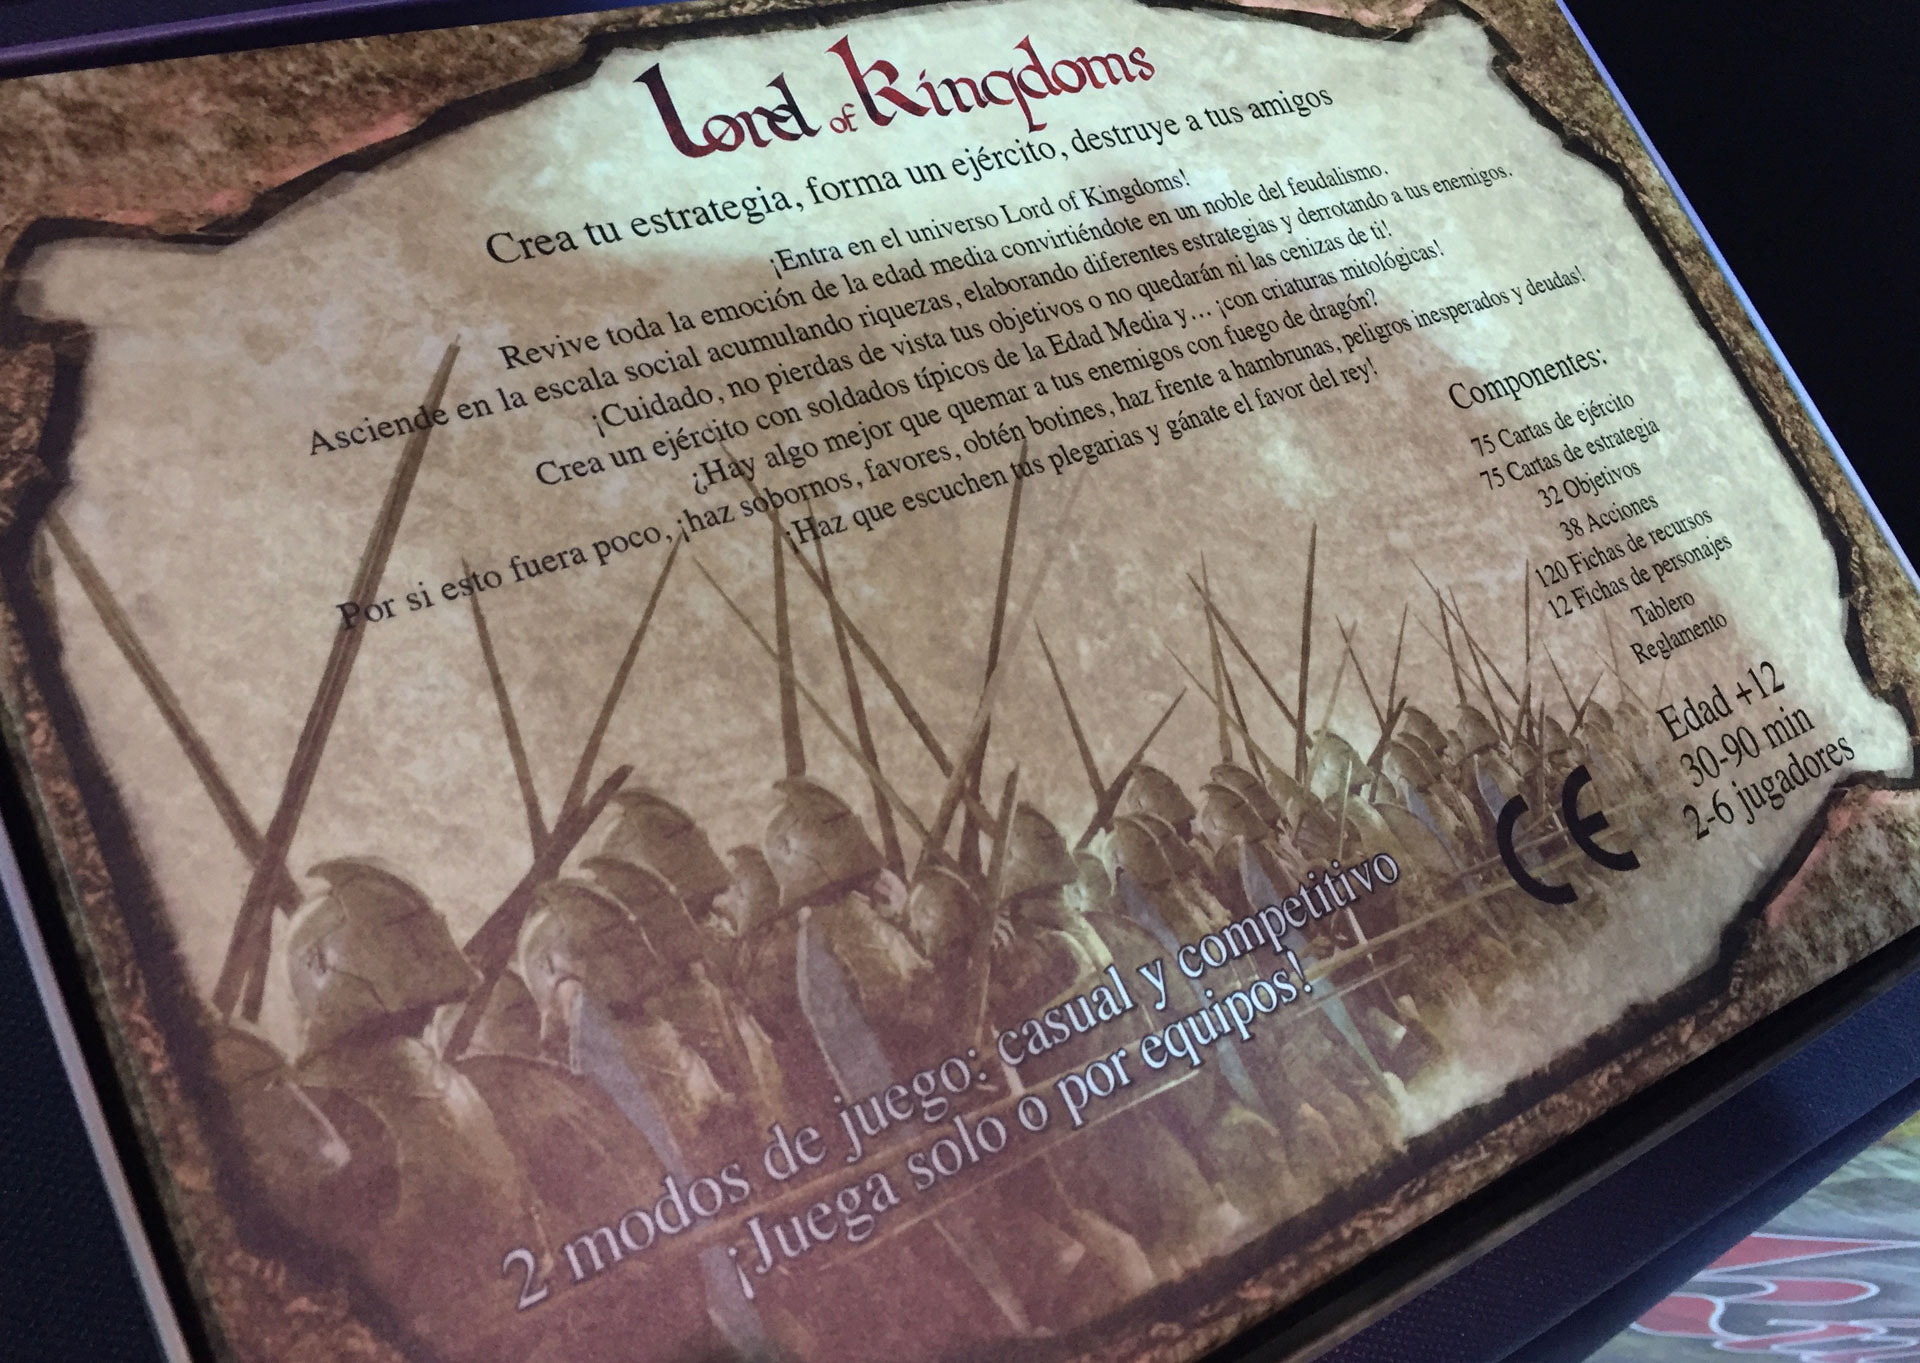 Lord of Kingdoms
Crea tu estrategia, forma un ejército, destruye a tus amigos
¡Entra en el universo Lord of Kingdoms!
Revive toda la emoción de la edad media convirtiéndote en un noble del feudalismo.
Asciende en la escala social acumulando riquezas, elaborando diferentes estrategias y derrotando a tus enemigos.
¡Cuidado, no pierdas de vista tus objetivos o no quedarán ni las cenizas de ti!
Crea un ejército con soldados típicos de la Edad Media y... ¡con criaturas mitológicas!
¿Hay algo mejor que quemar a tus enemigos con fuego de dragón?
Por si esto fuera poco, ¡haz sobornos, favores, obtén botines, haz frente a hambrunas, peligros inesperados y deudas!
¡Haz que escuchen tus plegarias y gánate el favor del rey!
Componentes:
75 Cartas de ejército
75 Cartas de estrategia
32 Objetivos
38 Acciones
120 Fichas de recursos
12 Fichas de personajes
Tablero
Reglamento
Edad +12
30-90 min
2-6 jugadores
CE
2 modos de juego: casual y competitivo
¡Juega solo o por equipos!